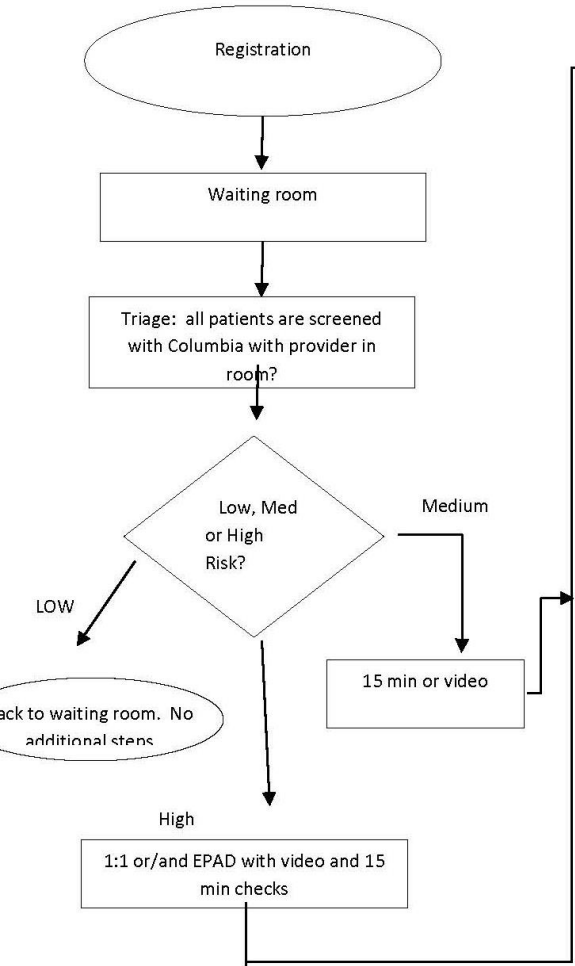 Registration
Waiting room
Triage: all patients are screened
with Columbia with provider in
room?
Low, Med
or High
Risk?
Medium
LOW
15 min or video
ack to waiting room. No
additional steps
High
1:1 or/and EPAD with video and 15
min checks